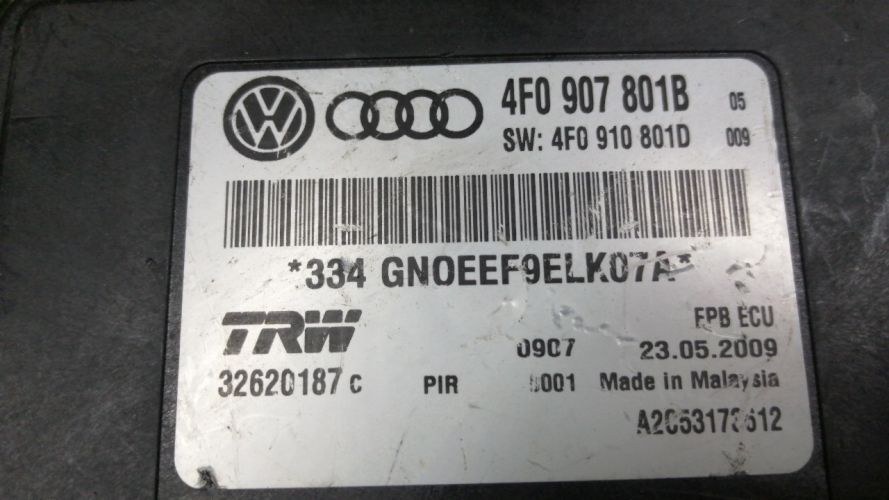 4F0 907 801B 05
SW: 4F0 910 801D 009
*334 GNOEEF9ELK07A*
TRW
EPB ECU
0907 23.05.2009
32620187 C PIR Made in Malaysia